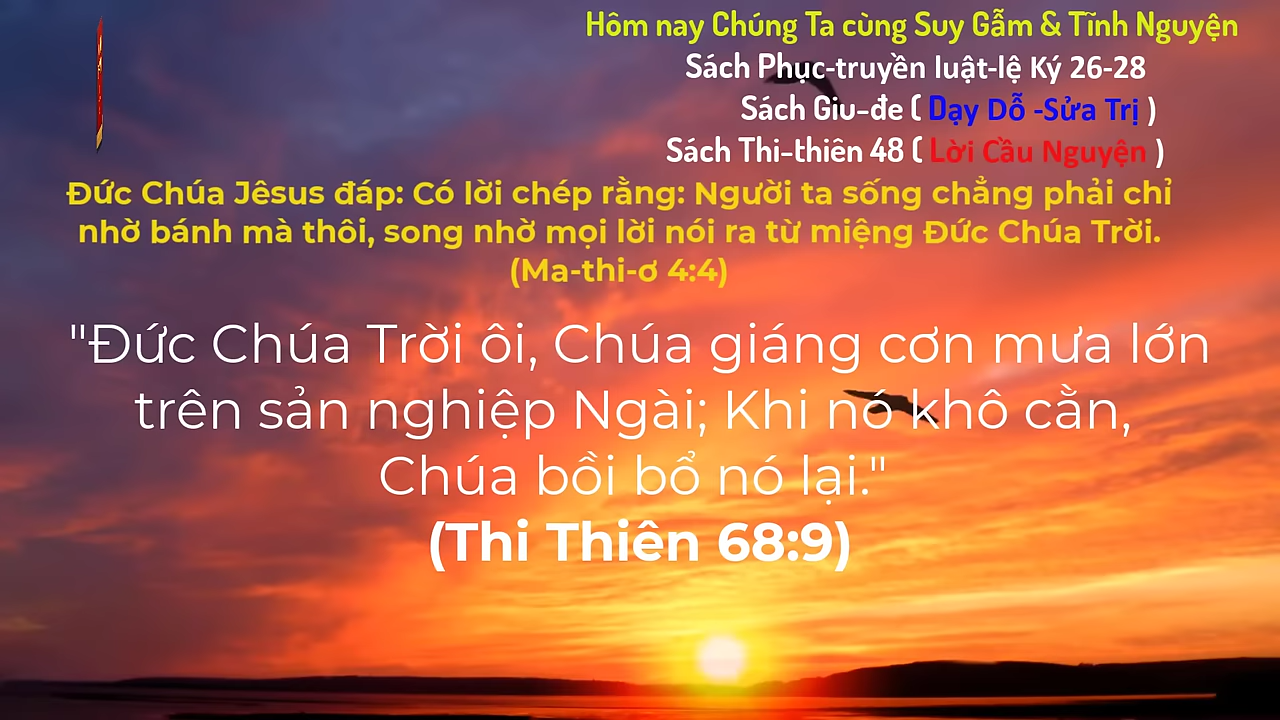 Hôm nay Chúng Ta cùng Suy Gẫm & Tĩnh Nguyện
Sách Phục-truyền luật-lệ Ký 26-28
Sách Giu-đe ( Dạy Dỗ -Sửa Trị )
Sách Thi-thiên 48 ( Lời Cầu Nguyện )
Đức Chúa Jêsus đáp: Có lời chép rằng: Người ta sống chẳng phải chỉ
nhờ bánh mà thôi, song nhờ mọi lời nói ra từ miệng Đức Chúa Trời.
(Ma-thi-ơ 4:4)
"Đức Chúa Trời ôi, Chúa giáng cơn mưa lớn
trên sản nghiệp Ngài; Khi nó khô cằn,
Chúa bồi bổ nó lại."
(Thi Thiên 68:9)